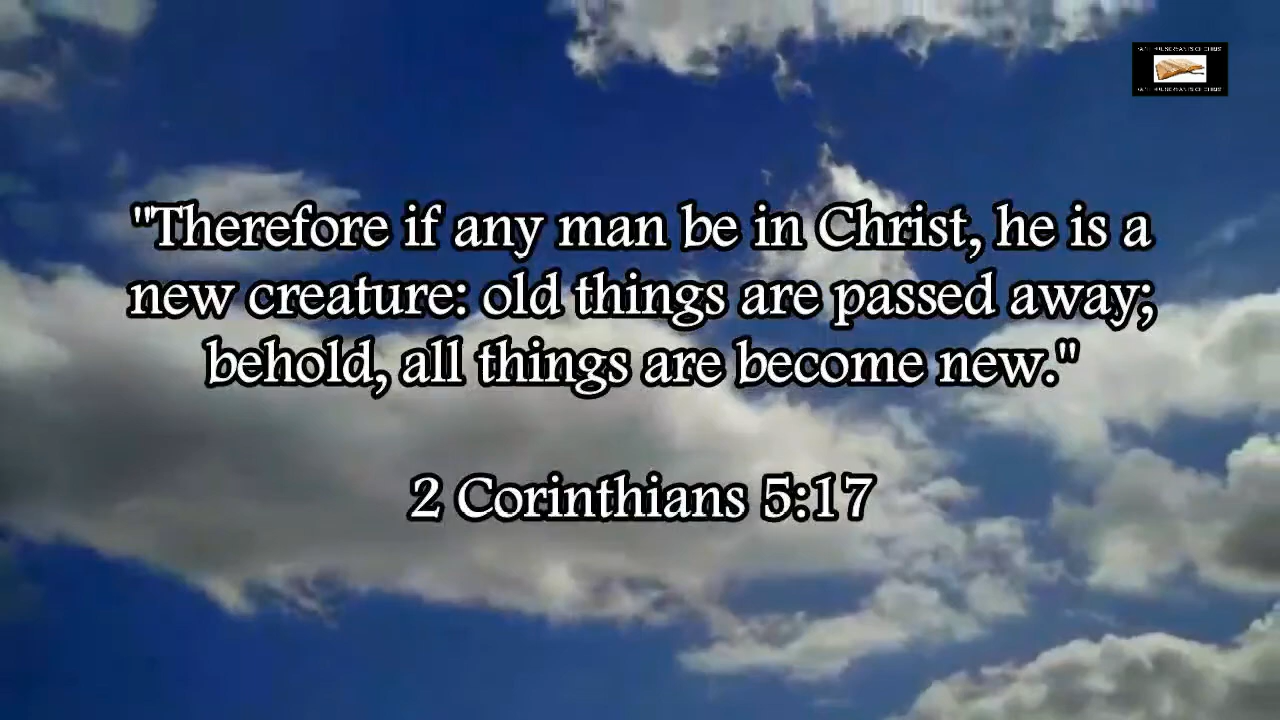 "Therefore if any man be in Christ, he is a
new creature: old things are passed away;
behold, all things are become new."
2 Corinthians 5:17